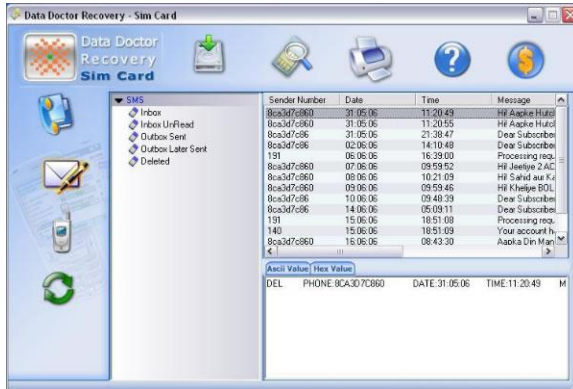 Data Doctor Recovery - Sim Card
Data Doctor
Recovery
Sim Card
SMS
Inbox
Inbox UnRead
Outbox Sent
Outbox Later Sent
Deleted
Sender Number Date Time Message
8ca3d7c860 31:05:06 11:20:49 Hi! Aapke Hutcl
8ca3d7c860 31:05:06 11:20:55 Hi! Aapke Hutcl
8ca3d7c86 31:05:06 21:38:47 Dear Subscriber
8ca3d7c86 02:06:06 14:10:48 Dear Subscriber
191 06:06:06 16:39:00 Processing requ
8ca3d7c860 07:06:06 09:59:52 Hi! Jeetiye 2 AC
8ca3d7c860 08:06:06 10:21:09 Hi! Sahid aur Ka
8ca3d7c860 09:06:06 09:59:46 Hi! Kheliye BOL
8ca3d7c86 10:06:06 09:48:39 Dear Subscriber
8ca3d7c86 14:06:06 05:09:11 Dear Subscriber
191 15:06:06 18:51:08 Processing requ
140 15:06:06 18:51:09 Your account h
8ca3d7c860 16:06:06 08:43:30 Aapka Din Man
Ascii Value Hex Value
DEL PHONE:8CA3D7C860 DATE:31:05:06 TIME:11:20:49 M